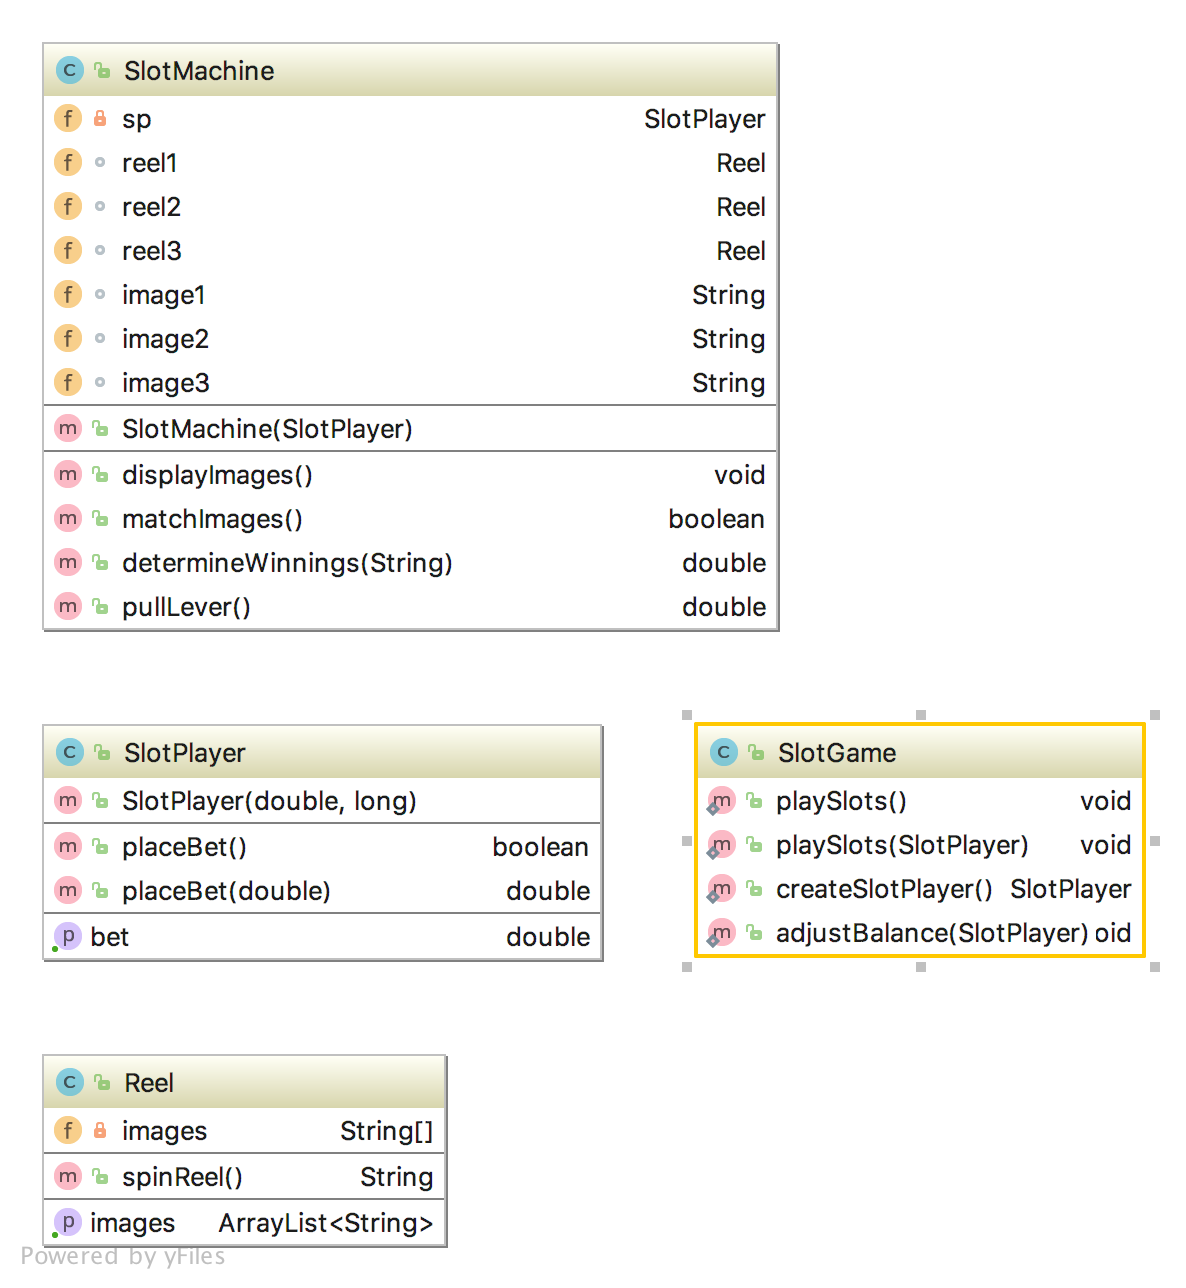 C SlotMachine
f sp SlotPlayer
f reel1 Reel
f reel2 Reel
f reel3 Reel
f image1 String
f image2 String
f image3 String
m SlotMachine(SlotPlayer)
m displayImages() void
m matchImages() boolean
m determineWinnings(String) double
m pullLever() double
C SlotPlayer
m SlotPlayer(double, long)
m placeBet() boolean
m placeBet(double) double
p bet double
C SlotGame
m playSlots() void
m playSlots(SlotPlayer) void
m createSlotPlayer() SlotPlayer
m adjustBalance(SlotPlayer) oid
C Reel
f images String[]
m spinReel() String
p images ArrayList<String>
Powered by yFiles